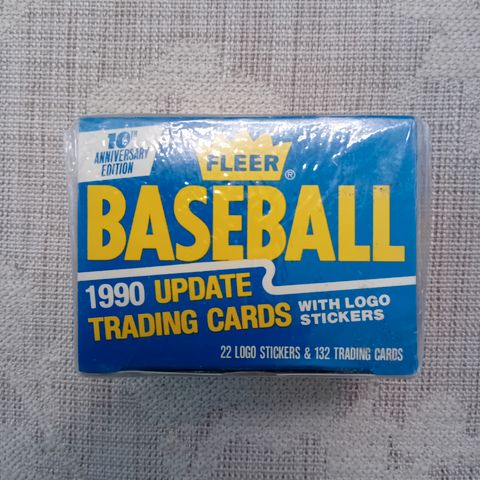 10TH
ANNIVERSARY
EDITION
FLEER®
BASEBALL
1990 UPDATE
TRADING CARDS
WITH LOGO
STICKERS
22 LOGO STICKERS & 132 TRADING CARDS